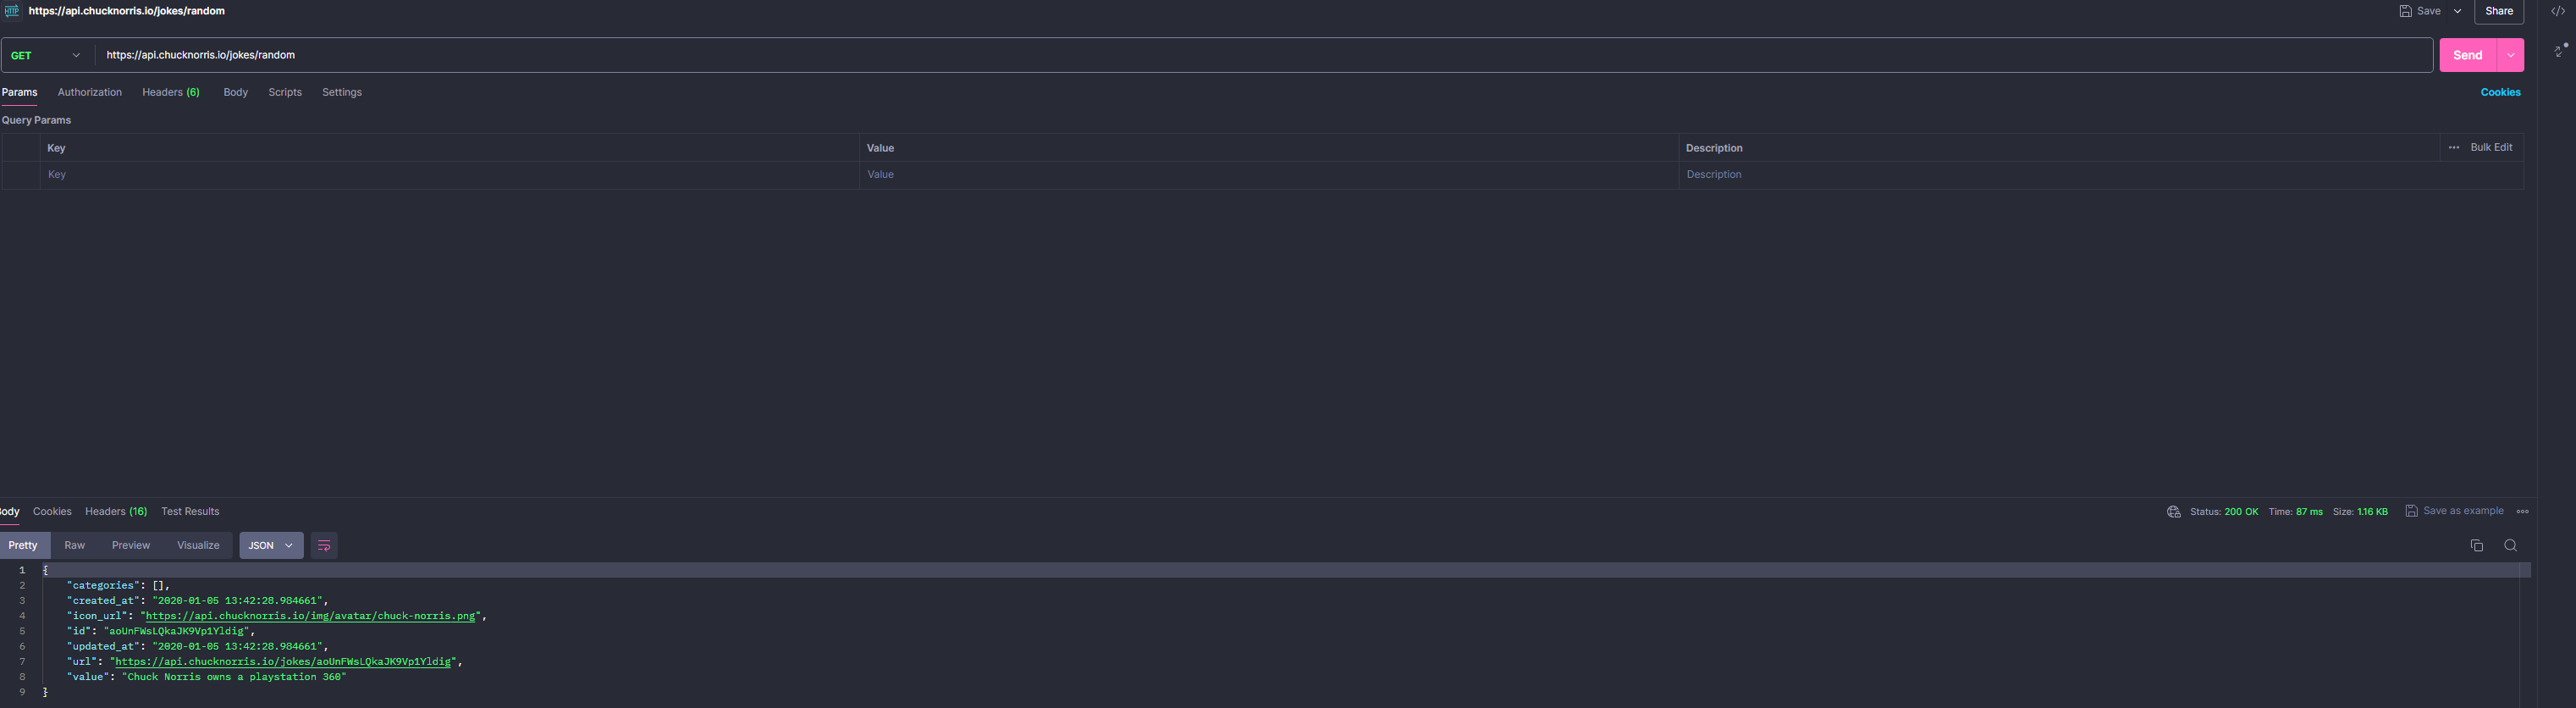 HTTP https://api.chucknorris.io/jokes/random Save Share
GET https://api.chucknorris.io/jokes/random Send
Params Authorization Headers (6) Body Scripts Settings Cookies
Query Params
Key Value Description Bulk Edit
Key Value Description
Body Cookies Headers (16) Test Results Status: 200 OK Time: 87 ms Size: 1.16 KB Save as example
Pretty Raw Preview Visualize JSON
1 {
2 "categories": [],
3 "created_at": "2020-01-05 13:42:28.984661",
4 "icon_url": "https://api.chucknorris.io/img/avatar/chuck-norris.png",
5 "id": "aoUnFWsLQkaJK9Vp1Yldig",
6 "updated_at": "2020-01-05 13:42:28.984661",
7 "url": "https://api.chucknorris.io/jokes/aoUnFWsLQkaJK9Vp1Yldig",
8 "value": "Chuck Norris owns a playstation 360"
9 }